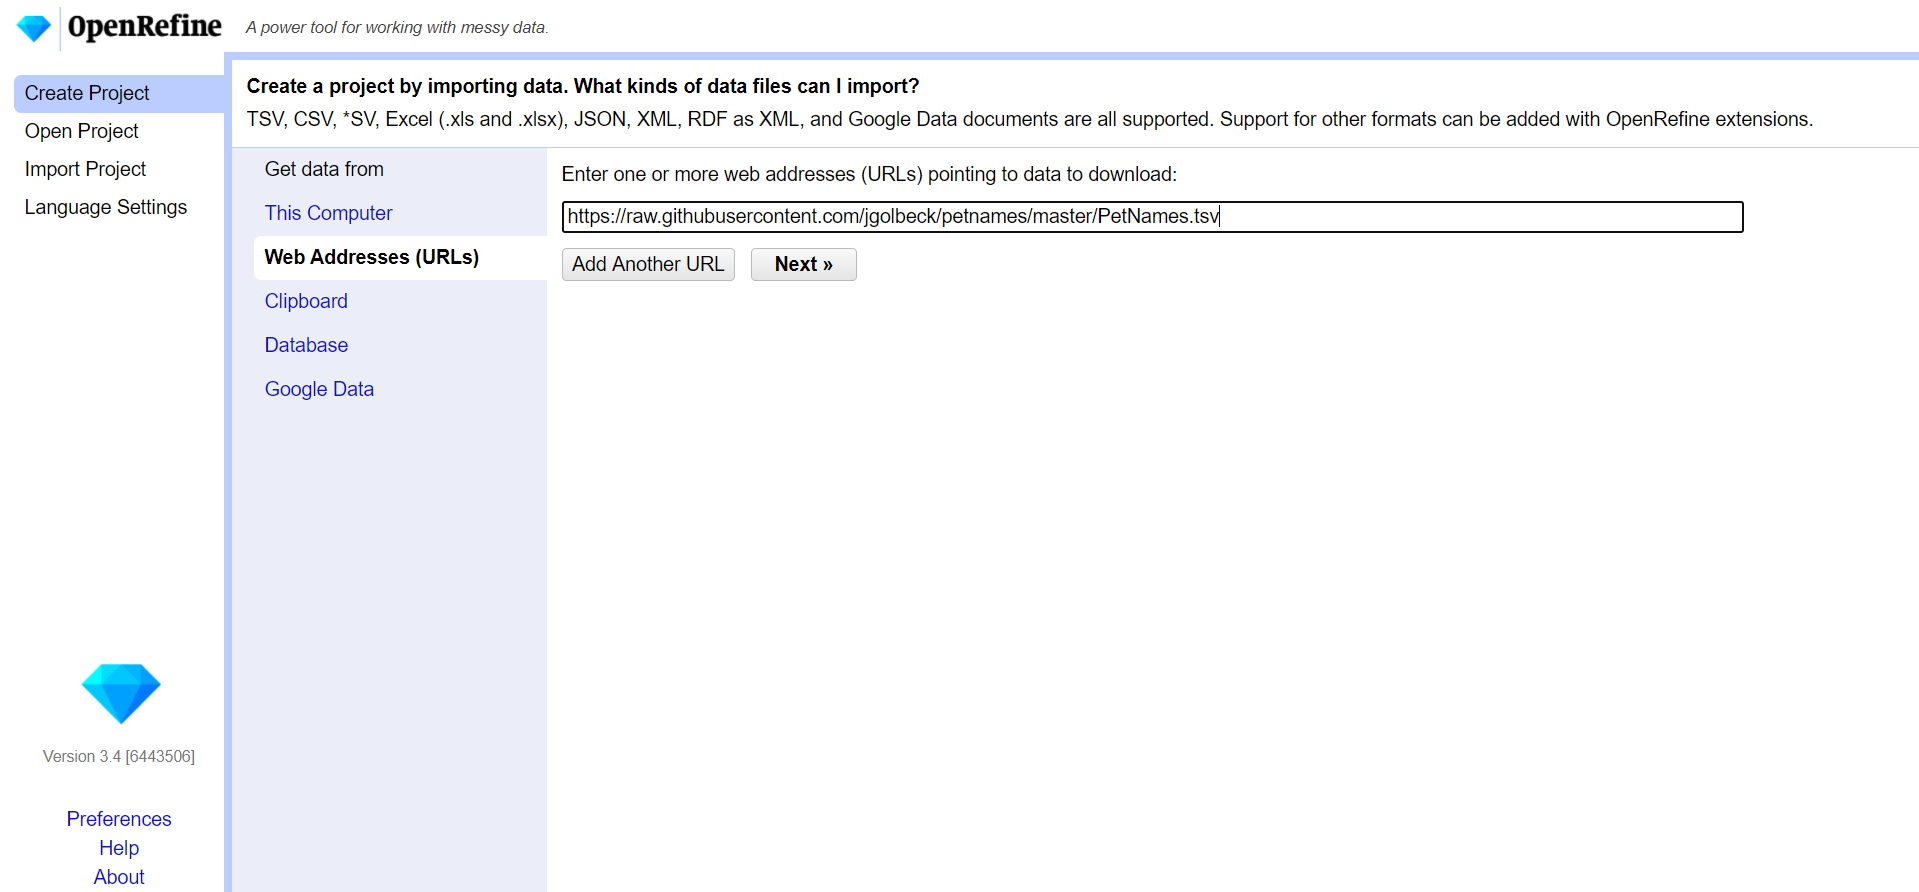 OpenRefine
A power tool for working with messy data.
Create Project
Open Project
Import Project
Language Settings
Create a project by importing data. What kinds of data files can I import?
TSV, CSV, *SV, Excel (.xls and .xlsx), JSON, XML, RDF as XML, and Google Data documents are all supported. Support for other formats can be added with OpenRefine extensions.
Get data from
This Computer
Web Addresses (URLs)
Clipboard
Database
Google Data
Enter one or more web addresses (URLs) pointing to data to download:
https://raw.githubusercontent.com/jgolbeck/petnames/master/PetNames.tsv
Add Another URL
Next »
Version 3.4 [6443506]
Preferences
Help
About